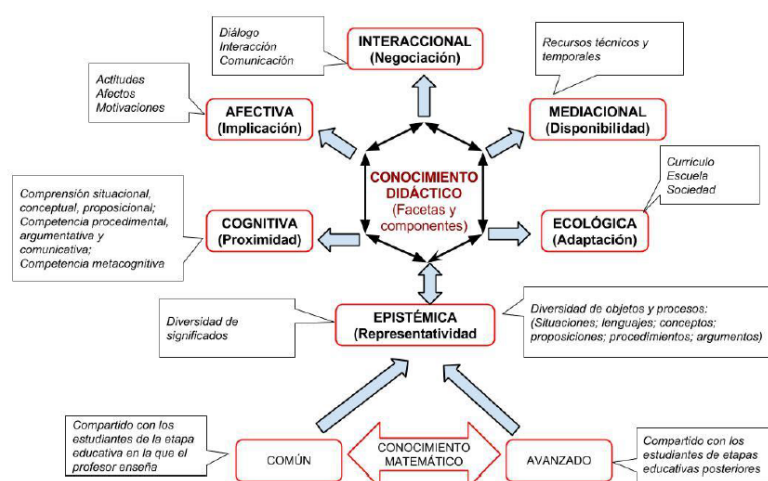 Diálogo
Interacción
Comunicación
INTERACCIONAL
(Negociación)
Recursos técnicos y
temporales
Actitudes
Afectos
Motivaciones
AFECTIVA
(Implicación)
MEDIACIONAL
(Disponibilidad)
CONOCIMIENTO
DIDÁCTICO
(Facetas y
componentes)
Currículo
Escuela
Sociedad
Comprensión situacional,
conceptual, proposicional;
Competencia procedimental,
argumentativa y
comunicativa;
Competencia metacognitiva
COGNITIVA
(Proximidad)
ECOLÓGICA
(Adaptación)
Diversidad de
significados
EPISTÉMICA
(Representatividad
Diversidad de objetos y procesos:
(Situaciones; lenguajes; conceptos;
proposiciones; procedimientos; argumentos)
Compartido con los
estudiantes de la etapa
educativa en la que el
profesor enseña
COMÚN
CONOCIMIENTO
MATEMÁTICO
AVANZADO
Compartido con los
estudiantes de etapas
educativas posteriores